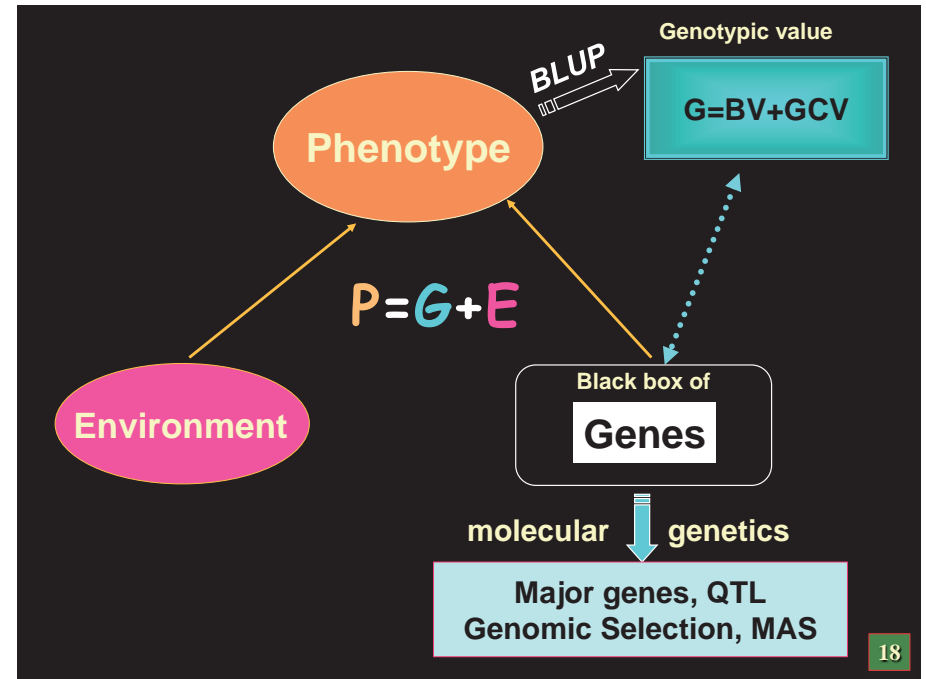 Genotypic value
BLUP
G=BV+GCV
Phenotype
P=G+E
Environment
Black box of
Genes
molecular genetics
Major genes, QTL
Genomic Selection, MAS
18